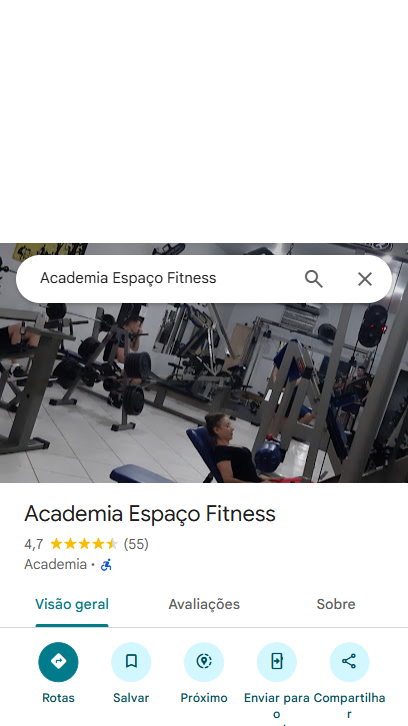 Academia Espaço Fitness
Academia Espaço Fitness
4,7 (55)
Academia •
Visão geral
Avaliações
Sobre
Rotas
Salvar
Próximo
Enviar para o
Compartilhar